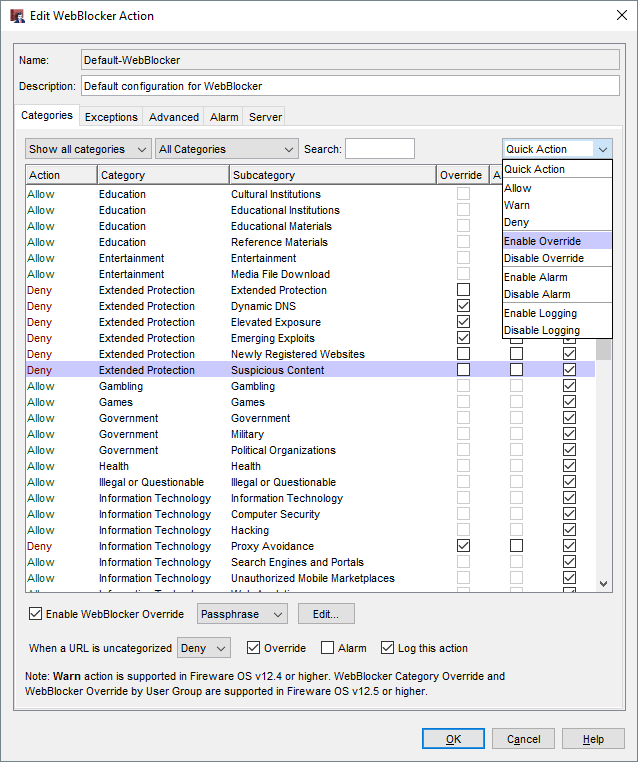 Edit WebBlocker Action
Name: Default-WebBlocker
Description: Default configuration for WebBlocker
Categories Exceptions Advanced Alarm Server
Show all categories All Categories Search: Quick Action
Action Category Subcategory Override A
Quick Action
Allow
Warn
Deny
Enable Override
Disable Override
Enable Alarm
Disable Alarm
Enable Logging
Disable Logging
Allow Education Cultural Institutions
Allow Education Educational Institutions
Allow Education Educational Materials
Allow Education Reference Materials
Allow Entertainment Entertainment
Allow Entertainment Media File Download
Deny Extended Protection Extended Protection
Deny Extended Protection Dynamic DNS
Deny Extended Protection Elevated Exposure
Deny Extended Protection Emerging Exploits
Deny Extended Protection Newly Registered Websites
Deny Extended Protection Suspicious Content
Allow Gambling Gambling
Allow Games Games
Allow Government Government
Allow Government Military
Allow Government Political Organizations
Allow Health Health
Allow Illegal or Questionable Illegal or Questionable
Allow Information Technology Information Technology
Allow Information Technology Computer Security
Allow Information Technology Hacking
Deny Information Technology Proxy Avoidance
Allow Information Technology Search Engines and Portals
Allow Information Technology Unauthorized Mobile Marketplaces
Enable WebBlocker Override Passphrase Edit...
When a URL is uncategorized Deny Override Alarm Log this action
Note: Warn action is supported in Fireware OS v12.4 or higher. WebBlocker Category Override and
WebBlocker Override by User Group are supported in Fireware OS v12.5 or higher.
OK Cancel Help